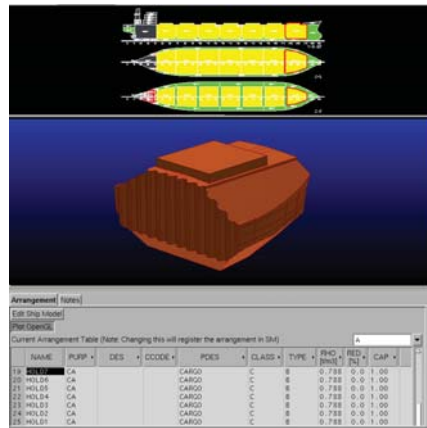 Arrangement Notes
Edit Ship Model
Plot OpenGL
Current Arrangement Table (Note: Changing this will register the arrangement in SM) A
NAME PURP DES CCODE PDES CLASS TYPE RHO [t/m3] RED [%] CAP
19 HOLD7 CA CARGO C B 0.788 0.0 1.00
20 HOLD6 CA CARGO C B 0.788 0.0 1.00
21 HOLD5 CA CARGO C B 0.788 0.0 1.00
22 HOLD4 CA CARGO C B 0.788 0.0 1.00
23 HOLD3 CA CARGO C B 0.788 0.0 1.00
24 HOLD2 CA CARGO C B 0.788 0.0 1.00
25 HOLD1 CA CARGO C B 0.788 0.0 1.00